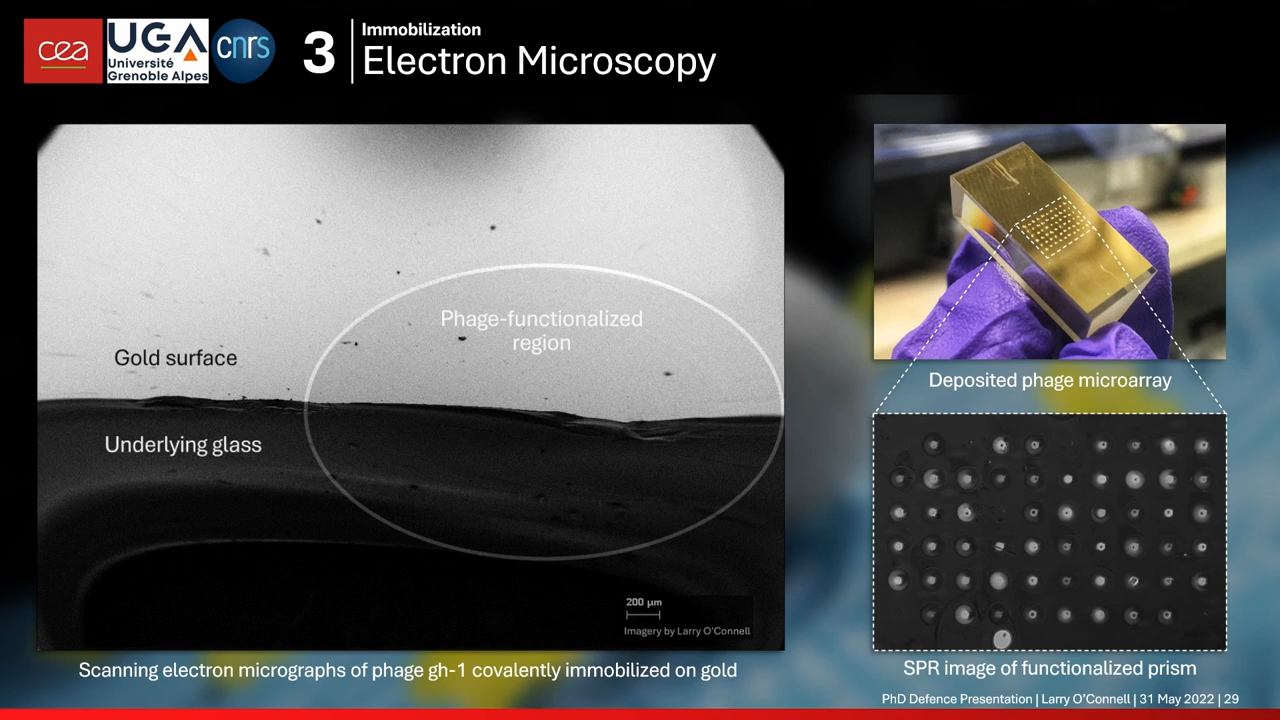 cea
UGA
Université
Grenoble Alpes
cnrs
3
Immobilization
Electron Microscopy
Phage-functionalized
region
Gold surface
Underlying glass
200 µm
Imagery by Larry O'Connell
Scanning electron micrographs of phage gh-1 covalently immobilized on gold
Deposited phage microarray
SPR image of functionalized prism
PhD Defence Presentation | Larry O'Connell | 31 May 2022 | 29